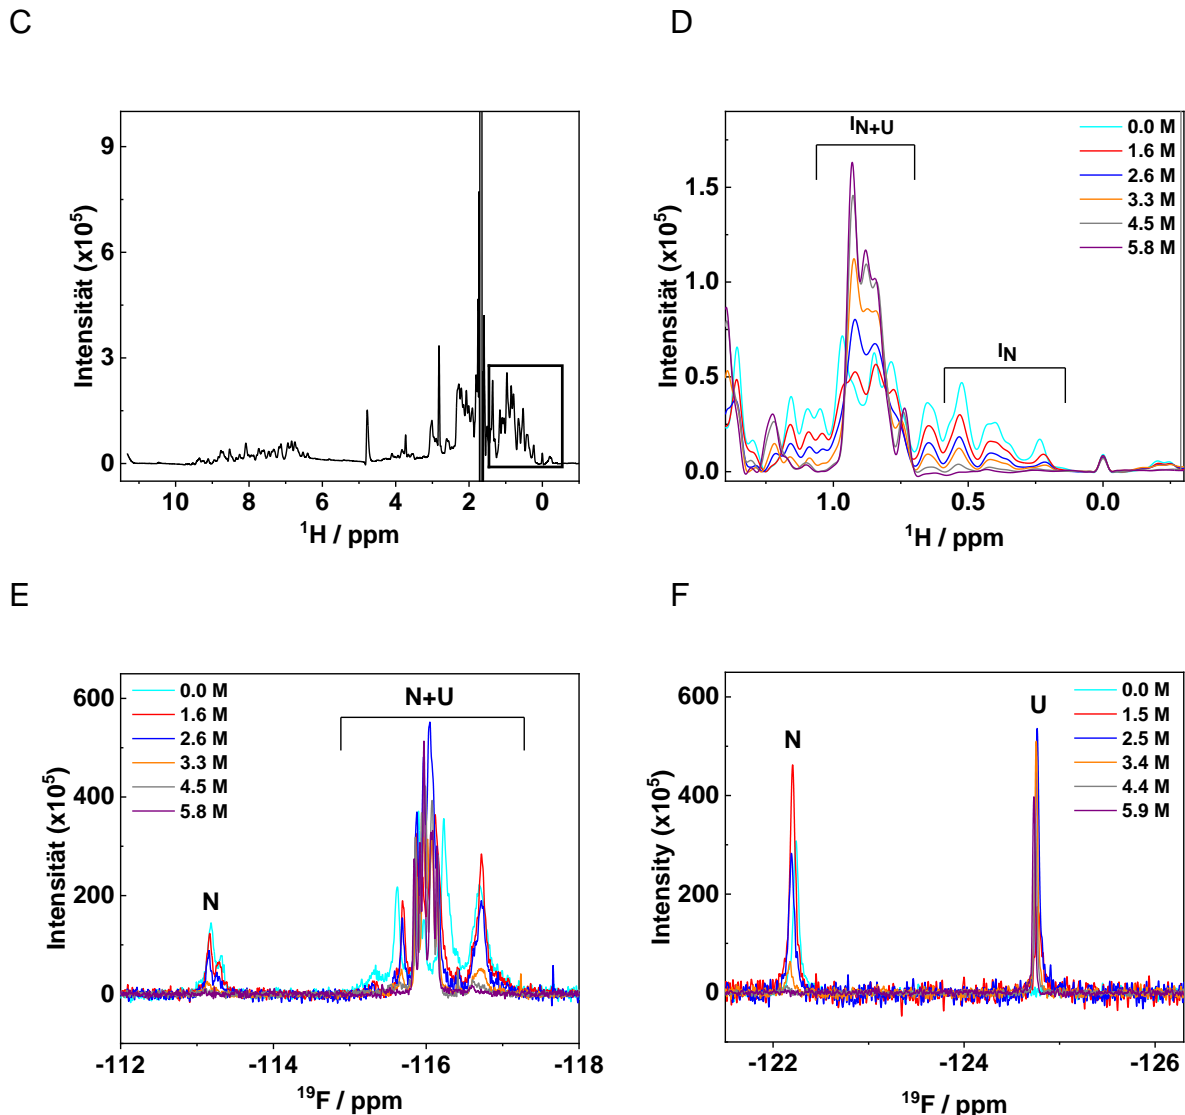 C
D
Intensität (x10⁵)
9
6
3
0
10
8
6
4
2
0
¹H / ppm
Intensität (x10⁵)
1.5
1.0
0.5
0.0
1.0
0.5
0.0
¹H / ppm
I_N+U
I_N
0.0 M
1.6 M
2.6 M
3.3 M
4.5 M
5.8 M
E
F
Intensität (x10⁵)
600
400
200
0
-112
-114
-116
-118
¹⁹F / ppm
0.0 M
1.6 M
2.6 M
3.3 M
4.5 M
5.8 M
N
N+U
Intensity (x10⁵)
600
400
200
0
-122
-124
-126
¹⁹F / ppm
N
U
0.0 M
1.5 M
2.5 M
3.4 M
4.4 M
5.9 M